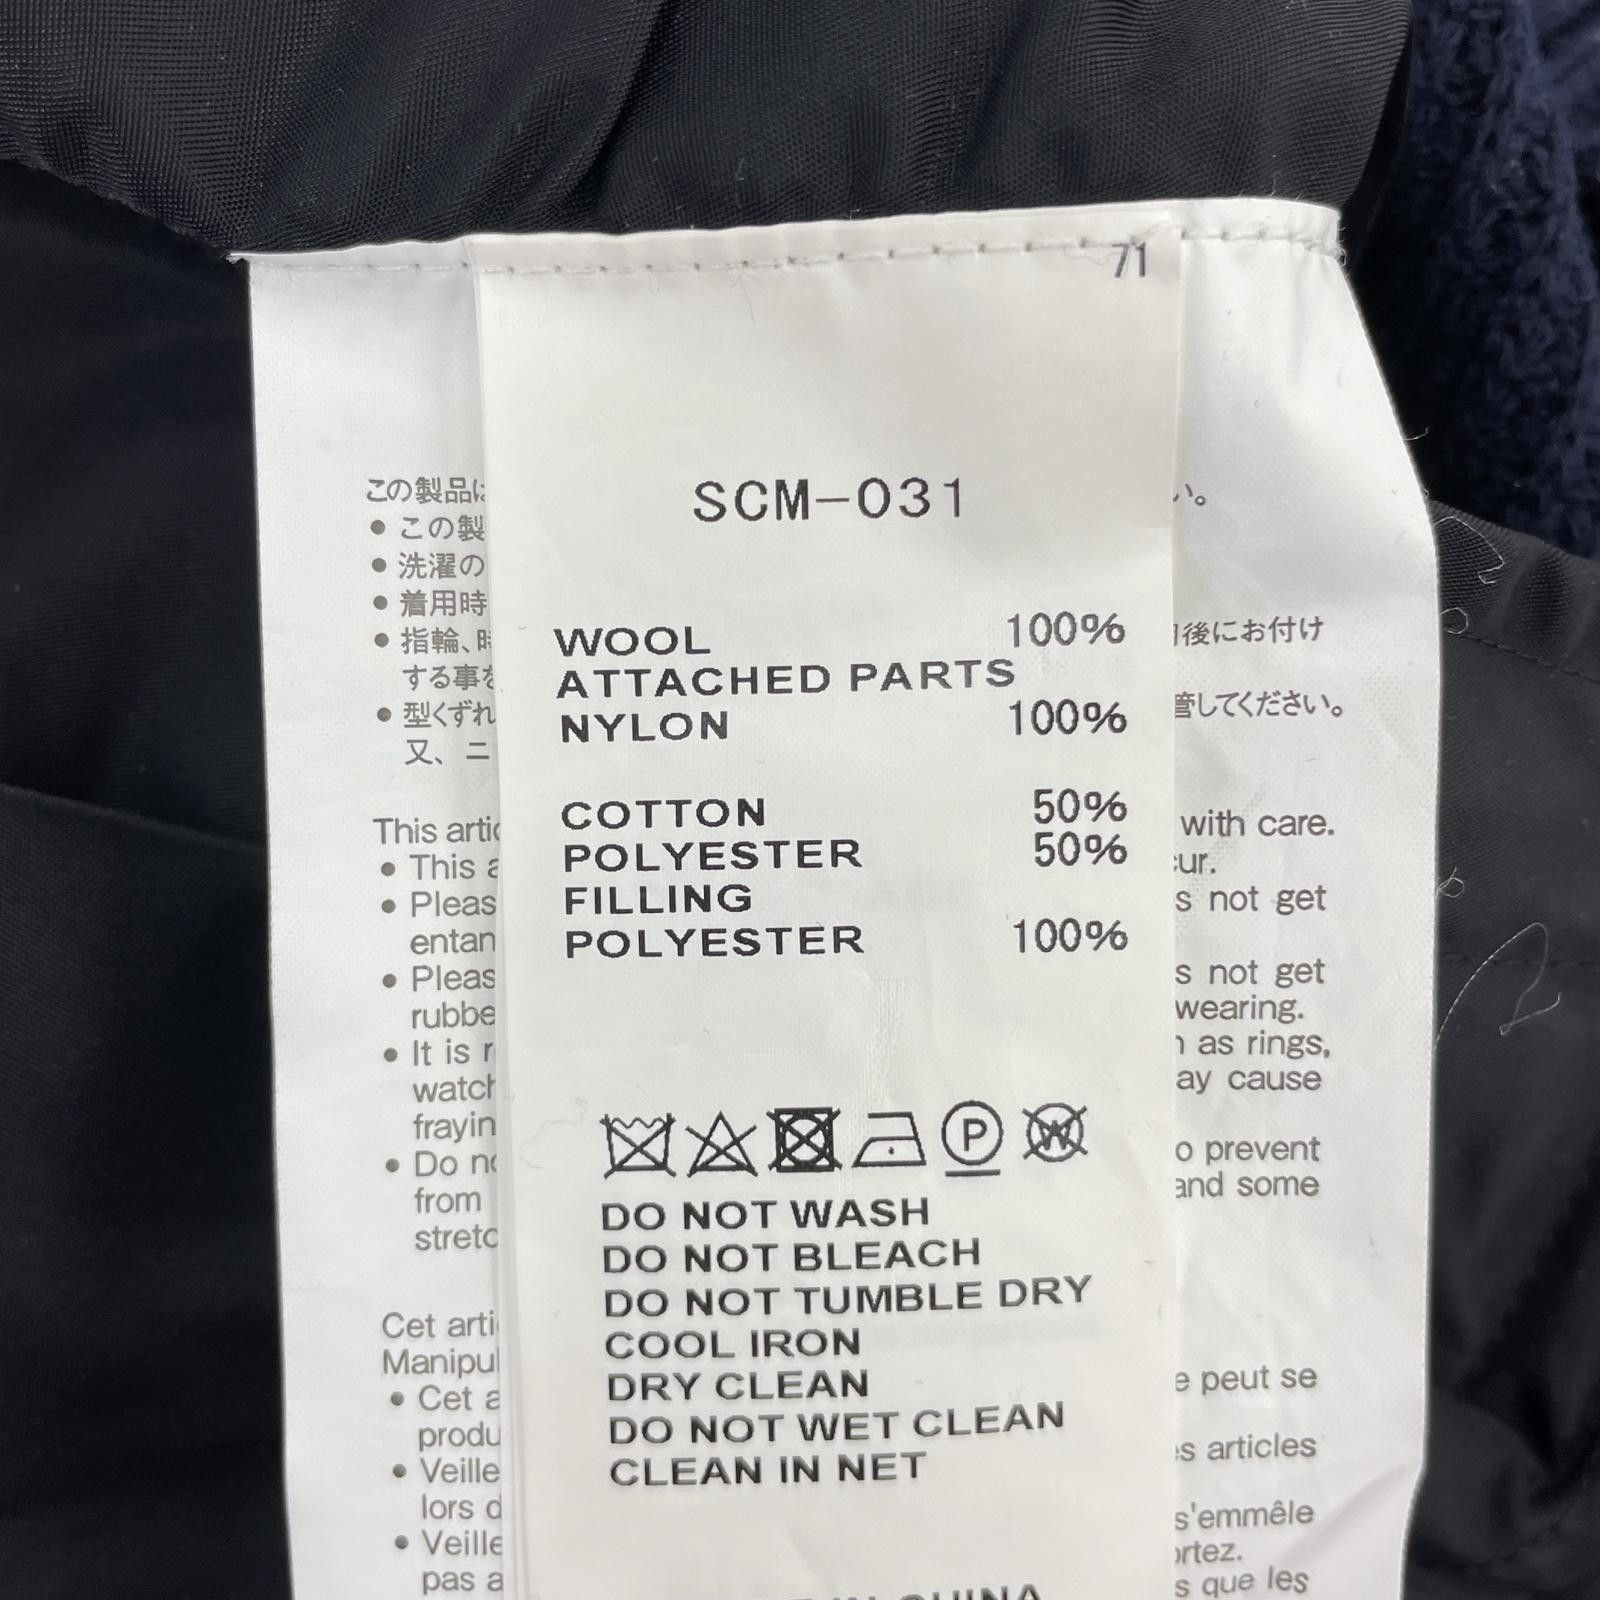 71
SCM-031
WOOL 100%
ATTACHED PARTS
NYLON 100%
COTTON 50%
POLYESTER 50%
FILLING
POLYESTER 100%
P
W
DO NOT WASH
DO NOT BLEACH
DO NOT TUMBLE DRY
COOL IRON
DRY CLEAN
DO NOT WET CLEAN
CLEAN IN NET
IN CHINA
この製品は
● この製
● 洗濯の
● 着用時
● 指輪、時
する事を
● 型くずれ
又、ニ
い。
後にお付け
管してください。
This artic
● This a
● Pleas
entan
● Pleas
rubbe
● It is r
watch
frayin
● Do no
from
stretc
with care.
cur.
s not get
s not get
wearing.
as rings,
ay cause
o prevent
and some
Cet arti
Manipul
● Cet a
produ
● Veille
lors d
● Veille
pas a
e peut se
es articles
s'emmêle
ortez.
s que les